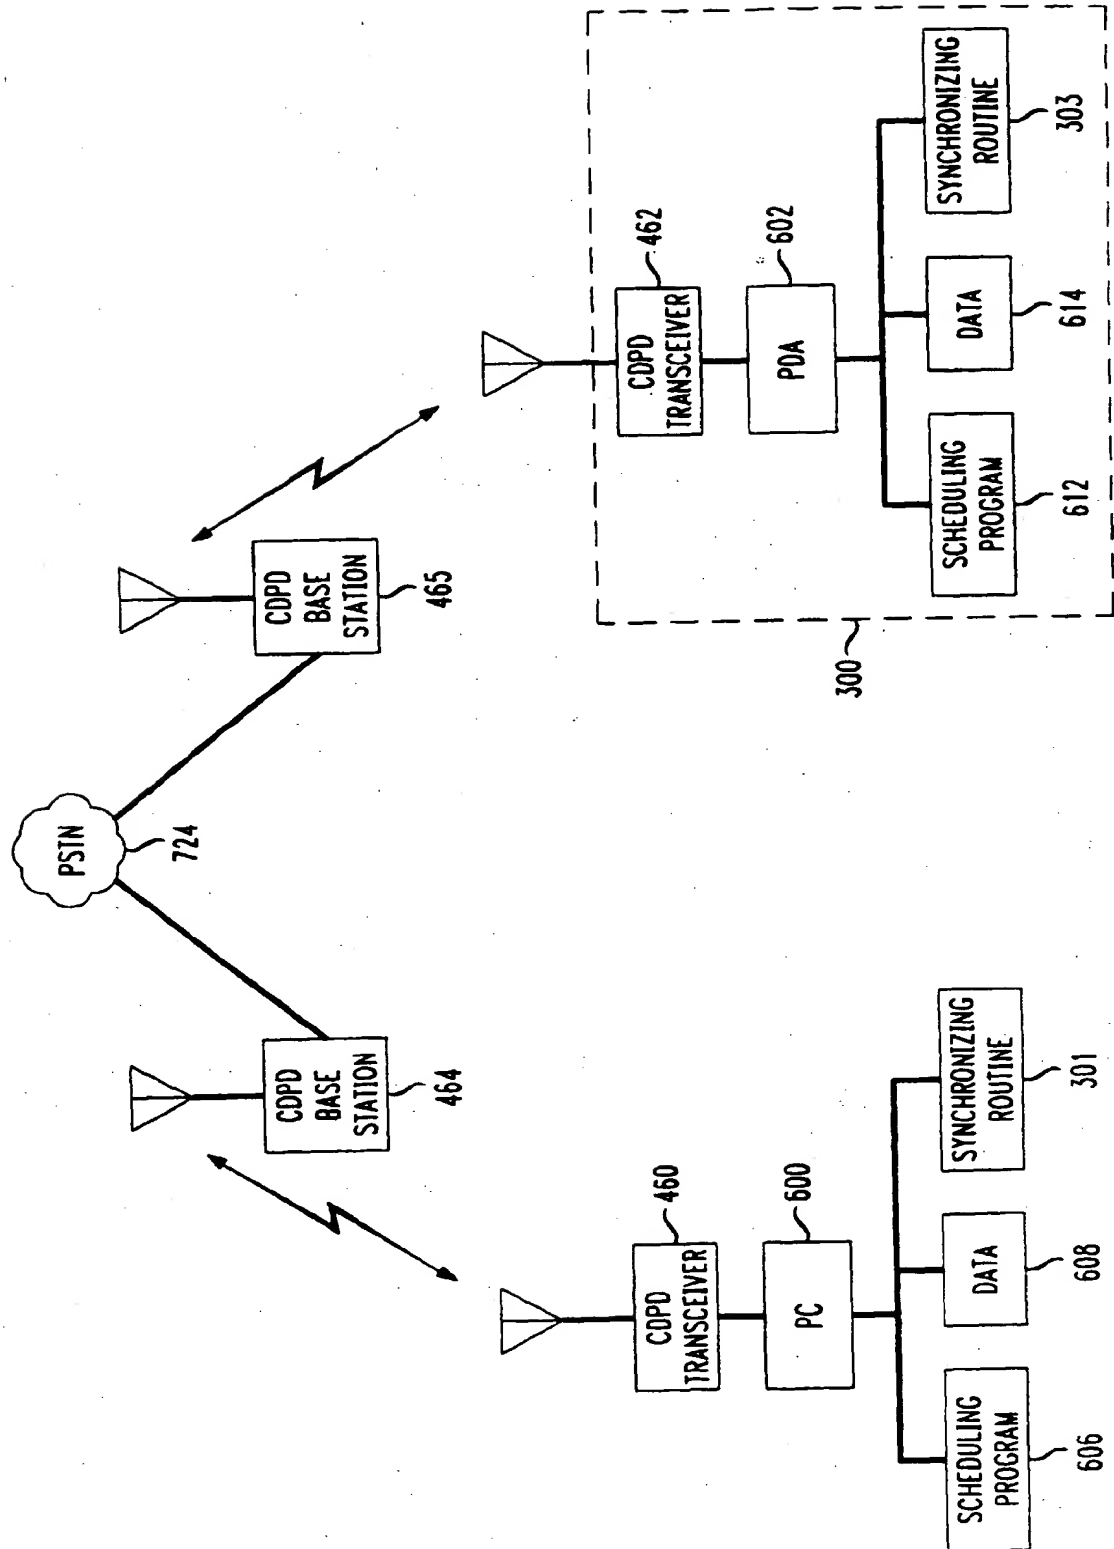 PSTN
724
CDPD
BASE
STATION
464
CDPD
BASE
STATION
465
CDPD
TRANSCEIVER
460
PC
600
SCHEDULING
PROGRAM
606
DATA
608
SYNCHRONIZING
ROUTINE
301
CDPD
TRANSCEIVER
462
PDA
602
300
SCHEDULING
PROGRAM
612
DATA
614
SYNCHRONIZING
ROUTINE
303